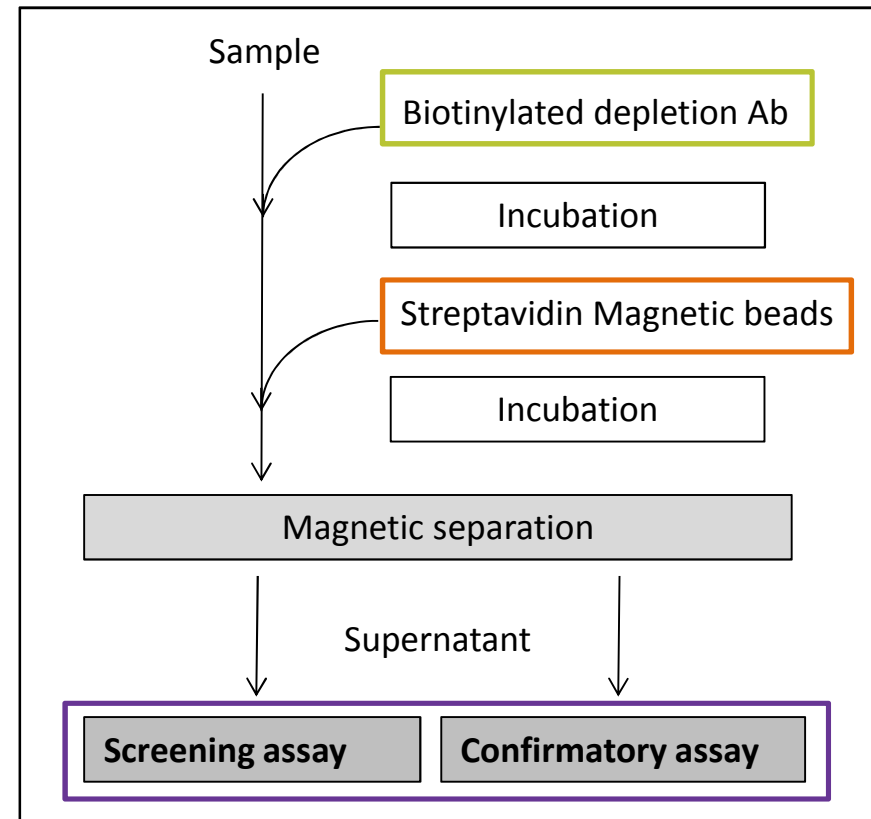 Sample
Biotinylated depletion Ab
Incubation
Streptavidin Magnetic beads
Incubation
Magnetic separation
Supernatant
Screening assay
Confirmatory assay